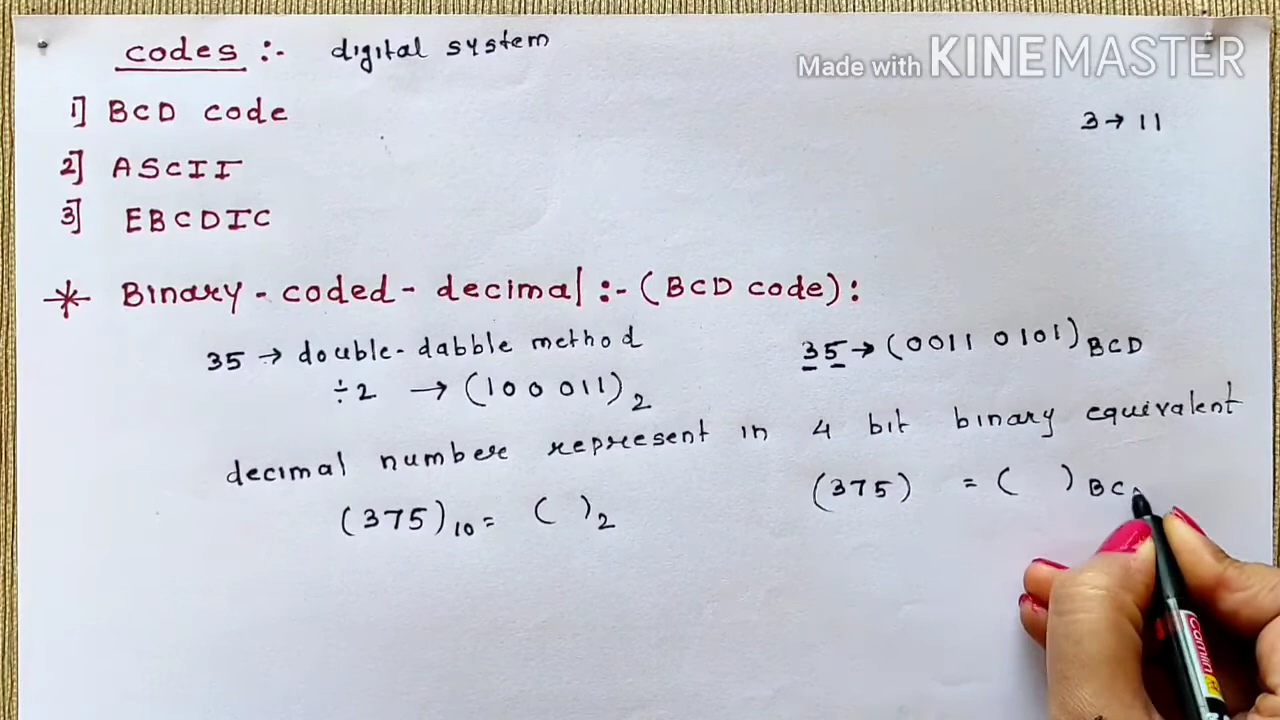 Made with KINEMASTER
codes :- digital system
1] BCD code
3 → 11
2] ASCII
3] EBCDIC
* Binary-coded-decimal :- (BCD code) :
35 → double-dabble method
35 → (0011 0101)BCD
÷2 → (100011)2
decimal number represent in 4 bit binary equivalent
(375)10 = ( )2
(375) = ( )BC
Camlin